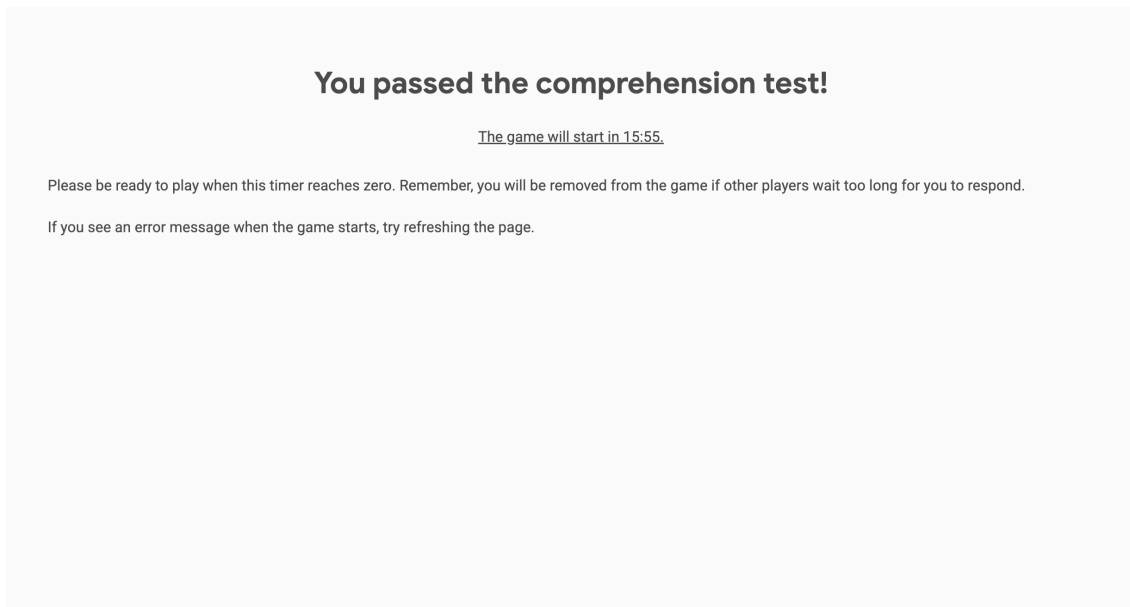 You passed the comprehension test!
The game will start in 15:55.
Please be ready to play when this timer reaches zero. Remember, you will be removed from the game if other players wait too long for you to respond.
If you see an error message when the game starts, try refreshing the page.